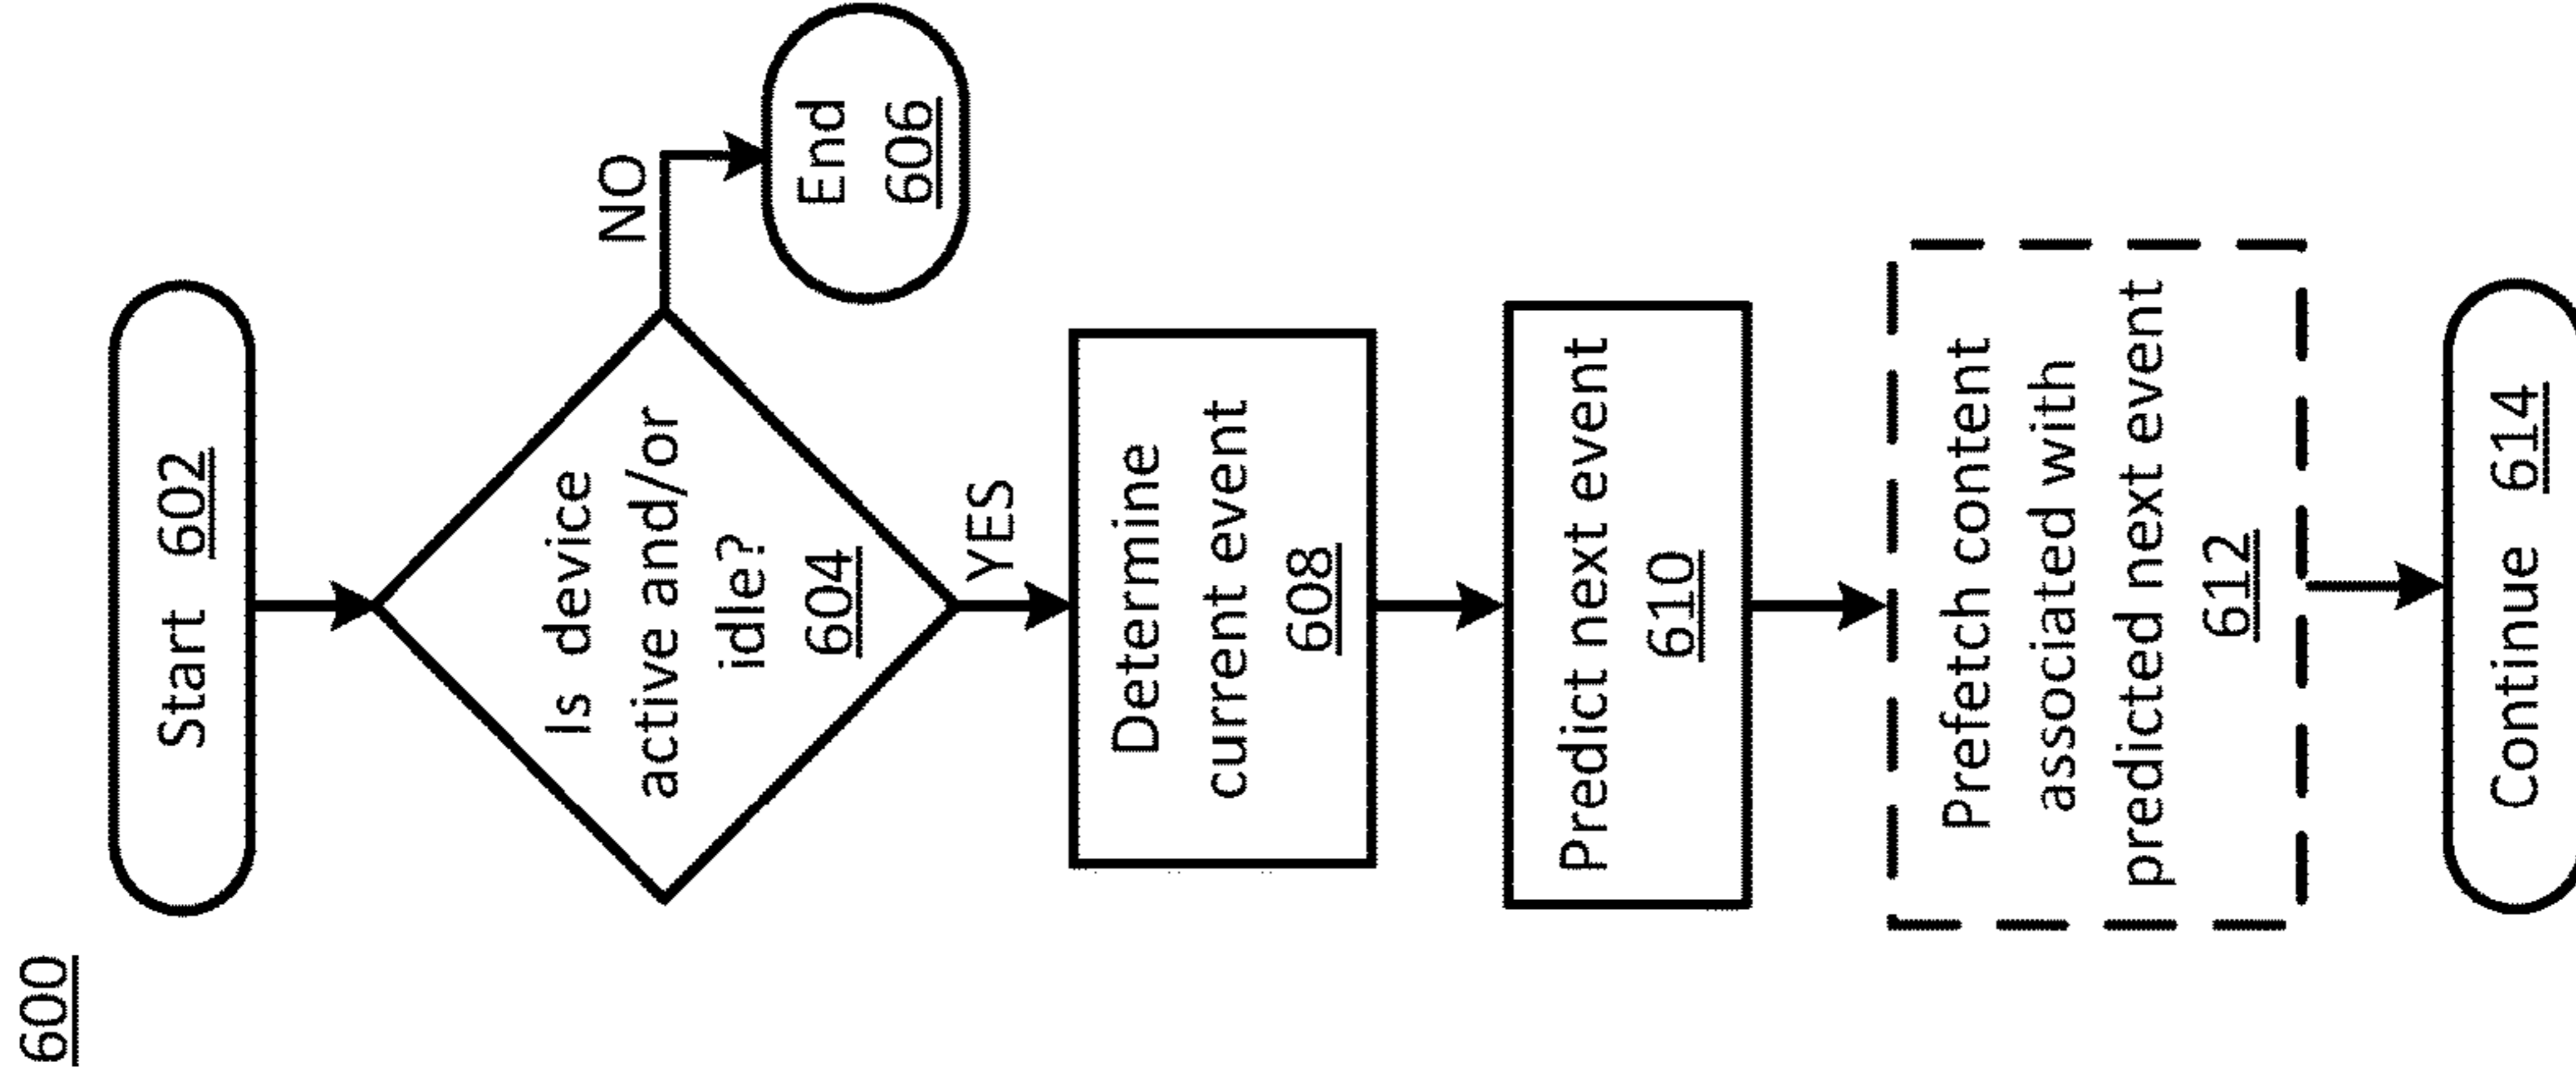 600
Start 602
Is device
active and/or
idle?
604
NO
End
606
YES
Determine
current event
608
Predict next event
610
Prefetch content
associated with
predicted next event
612
Continue 614